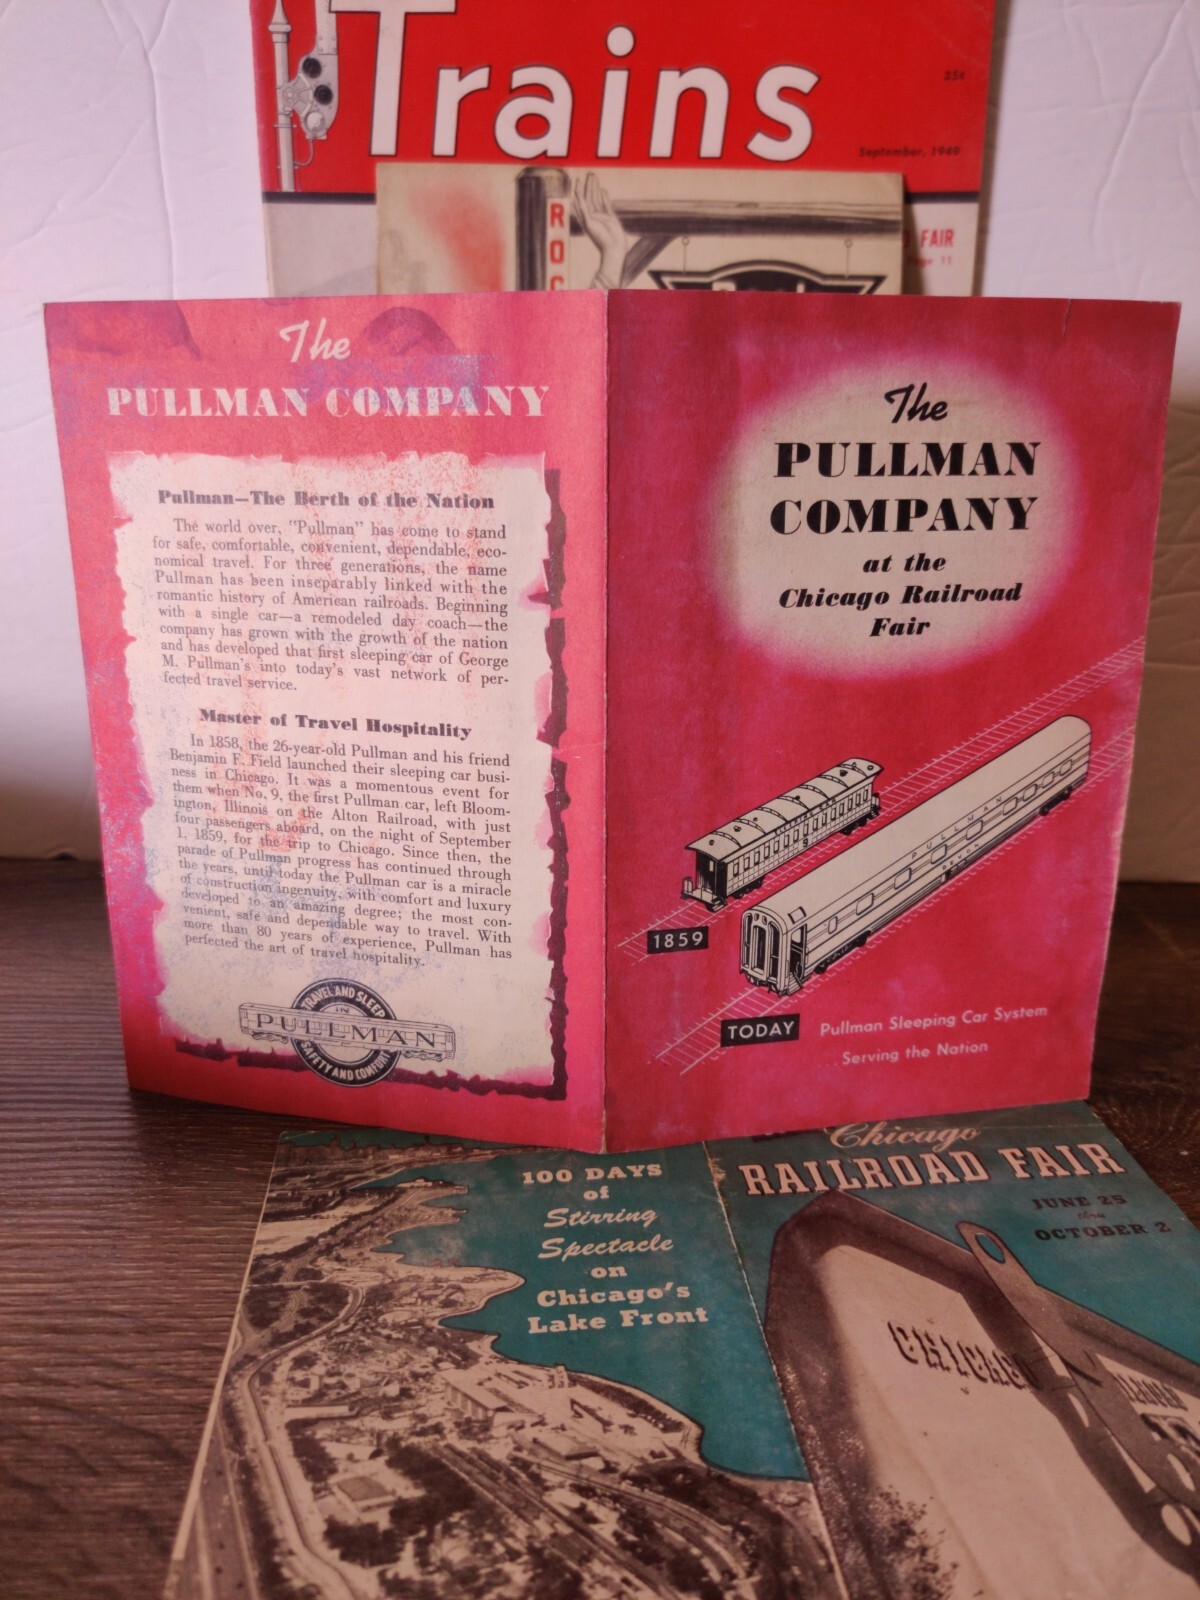 Trains
35¢
September, 1949
FAIR
Page 11
R
O
C
The
PULLMAN COMPANY
Pullman—The Berth of the Nation
The world over, "Pullman" has come to stand
for safe, comfortable, convenient, dependable, eco-
nomical travel. For three generations, the name
Pullman has been inseparably linked with the
romantic history of American railroads. Beginning
with a single car—a remodeled day coach—the
company has grown with the growth of the nation
and has developed that first sleeping car of George
M. Pullman's into today's vast network of per-
fected travel service.
Master of Travel Hospitality
In 1858, the 26-year-old Pullman and his friend
Benjamin F. Field launched their sleeping car busi-
ness in Chicago. It was a momentous event for
them when No. 9, the first Pullman car, left Bloom-
ington, Illinois on the Alton Railroad, with just
four passengers aboard, on the night of September
1, 1859, for the trip to Chicago. Since then, the
parade of Pullman progress has continued through
the years, until today the Pullman car is a miracle
of construction ingenuity, with comfort and luxury
developed to an amazing degree; the most con-
venient, safe and dependable way to travel. With
more than 80 years of experience, Pullman has
perfected the art of travel hospitality.
TRAVEL AND SLEEP
IN
PULLMAN
SAFETY AND COMFORT
The
PULLMAN
COMPANY
at the
Chicago Railroad
Fair
9
PULLMAN
1859
TODAY
Pullman Sleeping Car System
... Serving the Nation
100 DAYS
of
Stirring
Spectacle
on
Chicago's
Lake Front
Chicago
RAILROAD FAIR
JUNE 25
thru
OCTOBER 2
CHICAGO